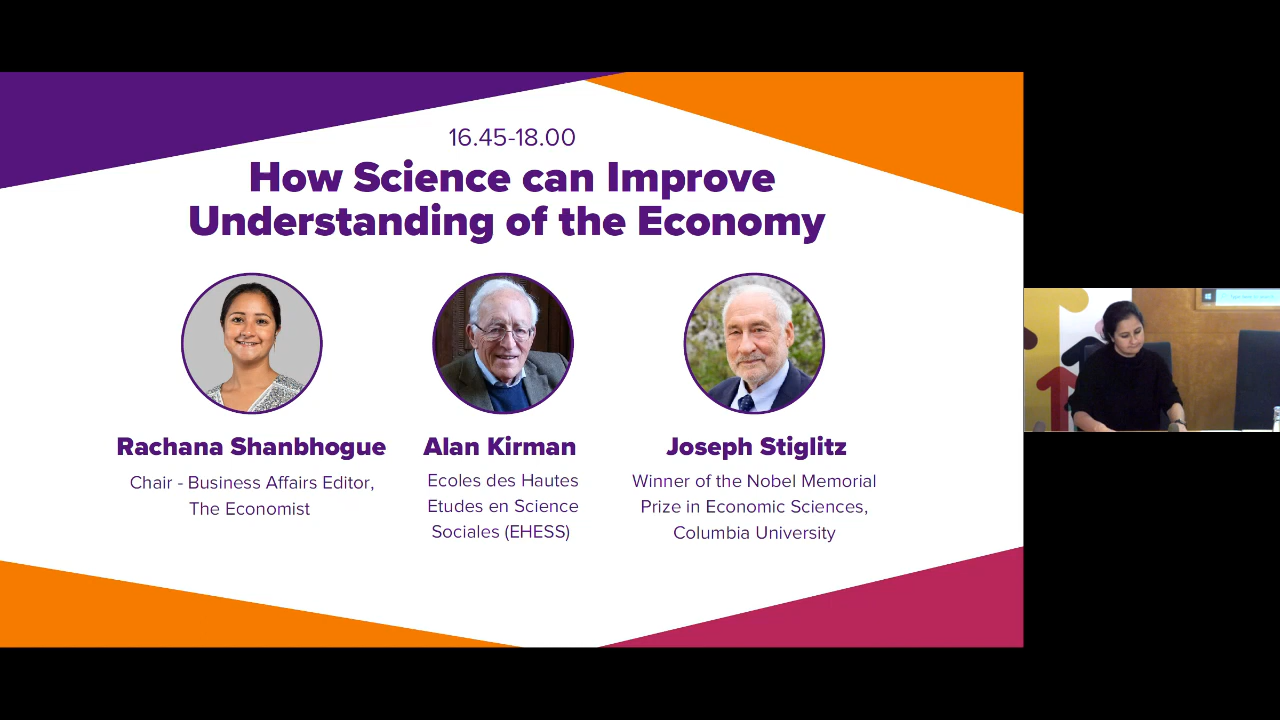 16.45-18.00
How Science can Improve
Understanding of the Economy
Rachana Shanbhogue
Chair - Business Affairs Editor,
The Economist
Alan Kirman
Ecoles des Hautes
Etudes en Science
Sociales (EHESS)
Joseph Stiglitz
Winner of the Nobel Memorial
Prize in Economic Sciences,
Columbia University